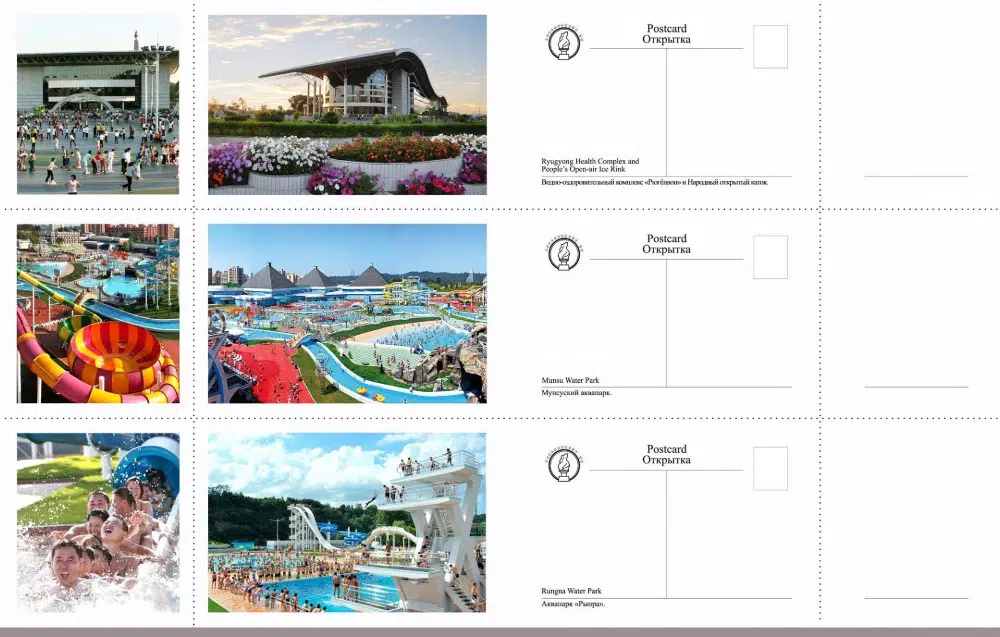 Postcard
Открытка
Ryugyong Health Complex and
People's Open-air Ice Rink
Водно-оздоровительный комплекс «Рюгёнвон» и Народный открытый каток.
Postcard
Открытка
Munsu Water Park
Мунсуский аквапарк.
Postcard
Открытка
Rungna Water Park
Аквапарк «Рынра».